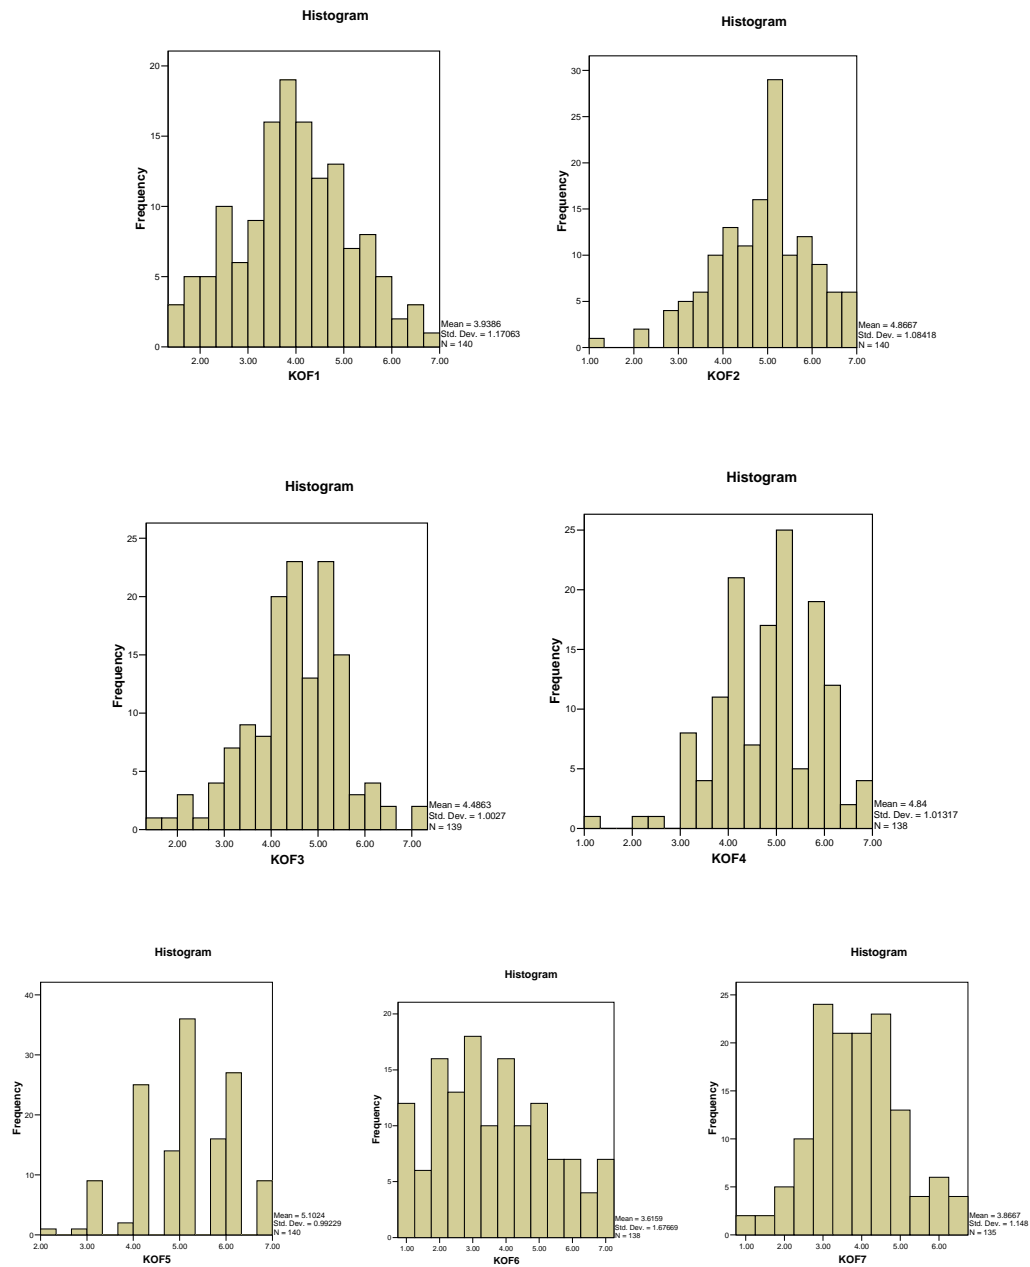 Histogram
Frequency
20
15
10
5
0
2.00 3.00 4.00 5.00 6.00 7.00
KOF1
Mean = 3.9386
Std. Dev. = 1.17063
N = 140
Histogram
Frequency
30
25
20
15
10
5
0
1.00 2.00 3.00 4.00 5.00 6.00 7.00
KOF2
Mean = 4.8667
Std. Dev. = 1.08418
N = 140
Histogram
Frequency
25
20
15
10
5
0
2.00 3.00 4.00 5.00 6.00 7.00
KOF3
Mean = 4.4863
Std. Dev. = 1.0027
N = 139
Histogram
Frequency
25
20
15
10
5
0
1.00 2.00 3.00 4.00 5.00 6.00 7.00
KOF4
Mean = 4.84
Std. Dev. = 1.01317
N = 138
Histogram
Frequency
40
30
20
10
0
2.00 3.00 4.00 5.00 6.00 7.00
KOF5
Mean = 5.1024
Std. Dev. = 0.99229
N = 140
Histogram
Frequency
20
15
10
5
0
1.00 2.00 3.00 4.00 5.00 6.00 7.00
KOF6
Mean = 3.6159
Std. Dev. = 1.67669
N = 138
Histogram
Frequency
25
20
15
10
5
0
1.00 2.00 3.00 4.00 5.00 6.00
KOF7
Mean = 3.8667
Std. Dev. = 1.148
N = 135